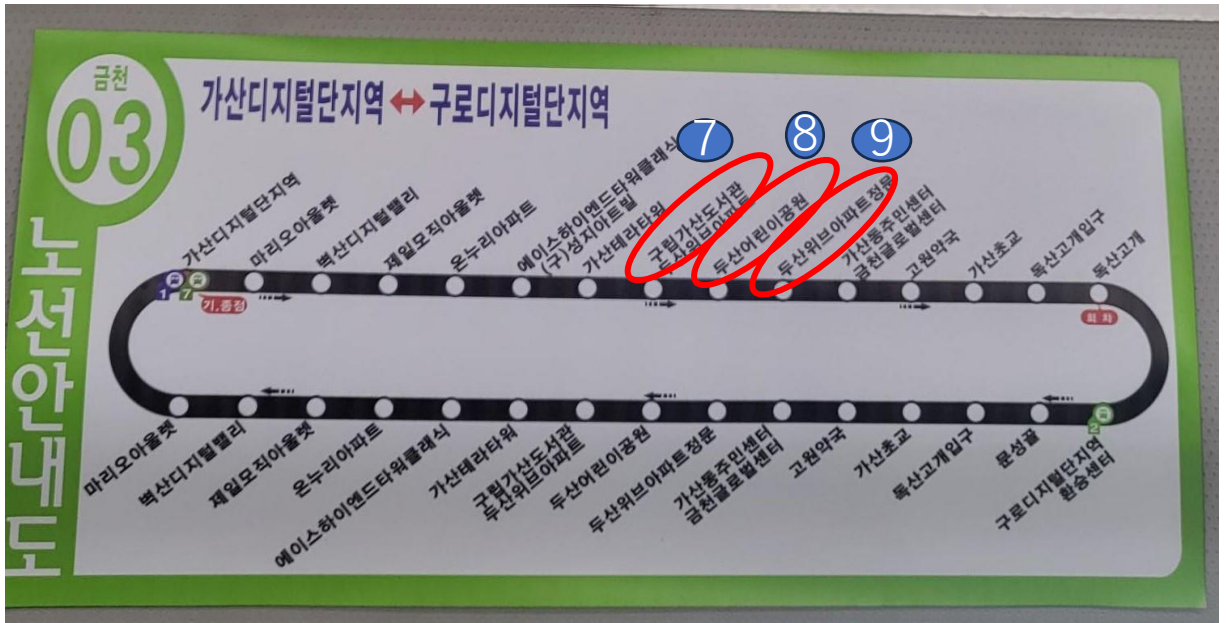 금천
03
노선안내도
가산디지털단지역 ↔ 구로디지털단지역
7
8
9
가산디지털단지역
마리오아울렛
벽산디지털밸리
제일모직아울렛
온누리아파트
에이스하이엔드타워클래식
(구)성지아트빌
가산테라타워
구립가산도서관
두산위브아파트
두산어린이공원
두산위브아파트정문
가산동주민센터
금천글로벌센터
고원약국
가산초교
독산고개입구
독산고개
1
7
기,종점
회차
마리오아울렛
벽산디지털밸리
제일모직아울렛
온누리아파트
에이스하이엔드타워클래식
가산테라타워
구립가산도서관
두산위브아파트
두산어린이공원
두산위브아파트정문
가산동주민센터
금천글로벌센터
고원약국
가산초교
독산고개입구
문성골
구로디지털단지역
환승센터
2